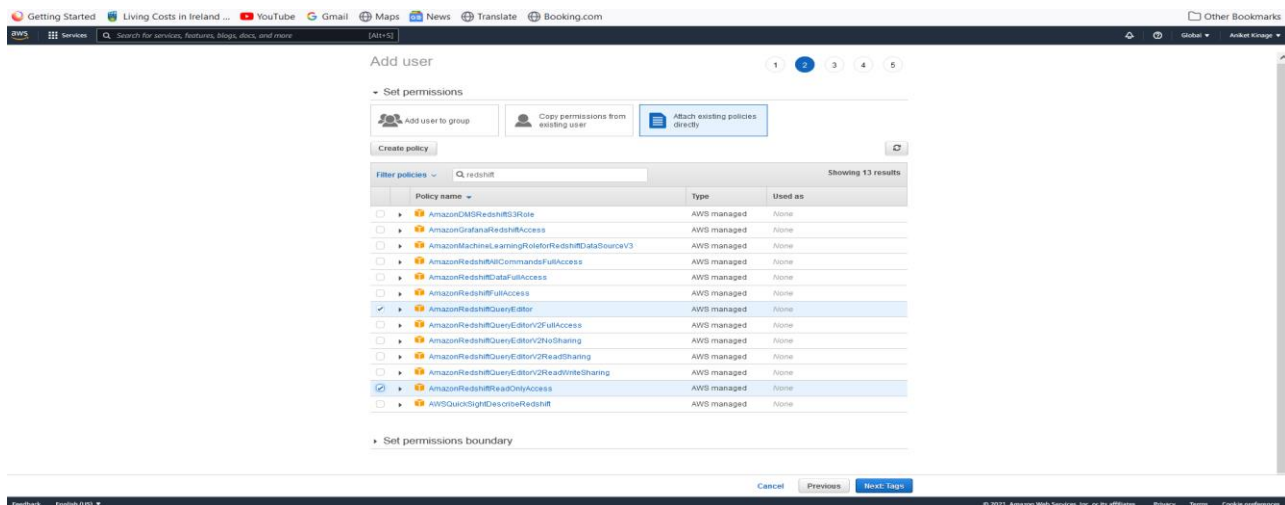 Getting Started Living Costs in Ireland ... YouTube Gmail Maps News Translate Booking.com Other Bookmarks
aws Services Search for services, features, blogs, docs, and more [Alt+S] Global Aniket Kinage
Add user 1 2 3 4 5
Set permissions
Add user to group Copy permissions from existing user Attach existing policies directly
Create policy
Filter policies redshift Showing 13 results
Policy name Type Used as
AmazonDMSRedshiftS3Role AWS managed None
AmazonGrafanaRedshiftAccess AWS managed None
AmazonMachineLearningRoleforRedshiftDataSourceV3 AWS managed None
AmazonRedshiftAllCommandsFullAccess AWS managed None
AmazonRedshiftDataFullAccess AWS managed None
AmazonRedshiftFullAccess AWS managed None
AmazonRedshiftQueryEditor AWS managed None
AmazonRedshiftQueryEditorV2FullAccess AWS managed None
AmazonRedshiftQueryEditorV2NoSharing AWS managed None
AmazonRedshiftQueryEditorV2ReadSharing AWS managed None
AmazonRedshiftQueryEditorV2ReadWriteSharing AWS managed None
AmazonRedshiftReadOnlyAccess AWS managed None
AWSQuickSightDescribeRedshift AWS managed None
Set permissions boundary
Cancel Previous Next: Tags
Feedback English (US) © 2021, Amazon Web Services, Inc. or its affiliates. Privacy Terms Cookie preferences